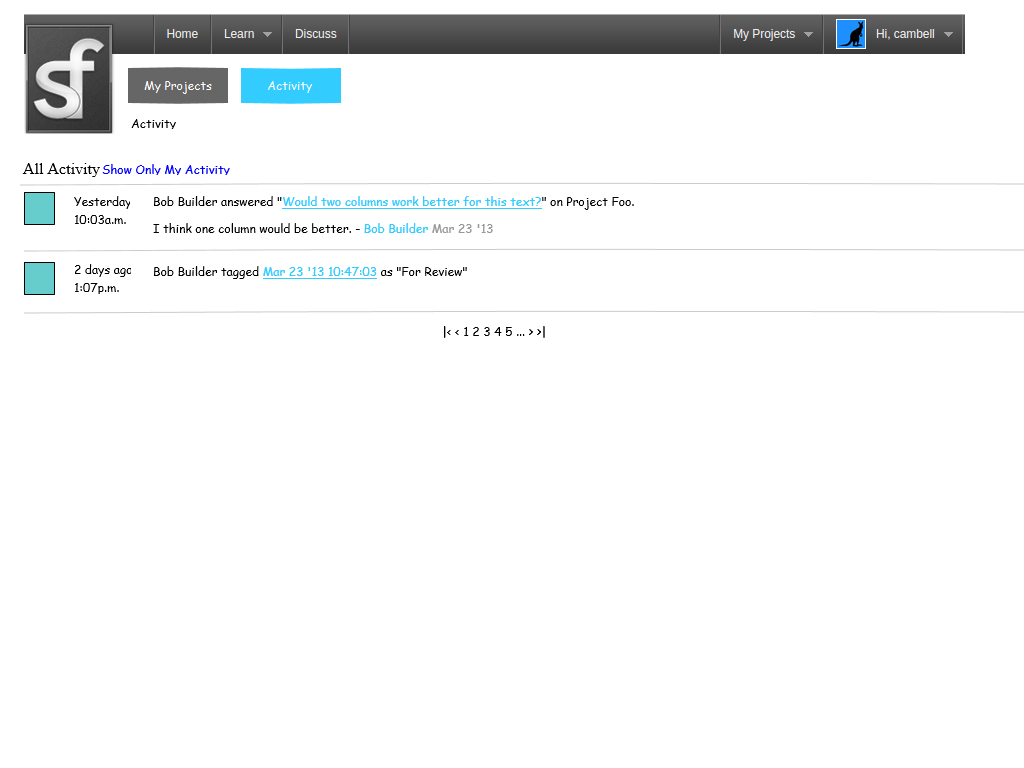 Home Learn Discuss My Projects Hi, cambell
sf
My Projects Activity
Activity
All Activity Show Only My Activity
Yesterday
10:03a.m.
Bob Builder answered "Would two columns work better for this text?" on Project Foo.
I think one column would be better. - Bob Builder Mar 23 '13
2 days ago
1:07p.m.
Bob Builder tagged Mar 23 '13 10:47:03 as "For Review"
|< < 1 2 3 4 5 ... > >|